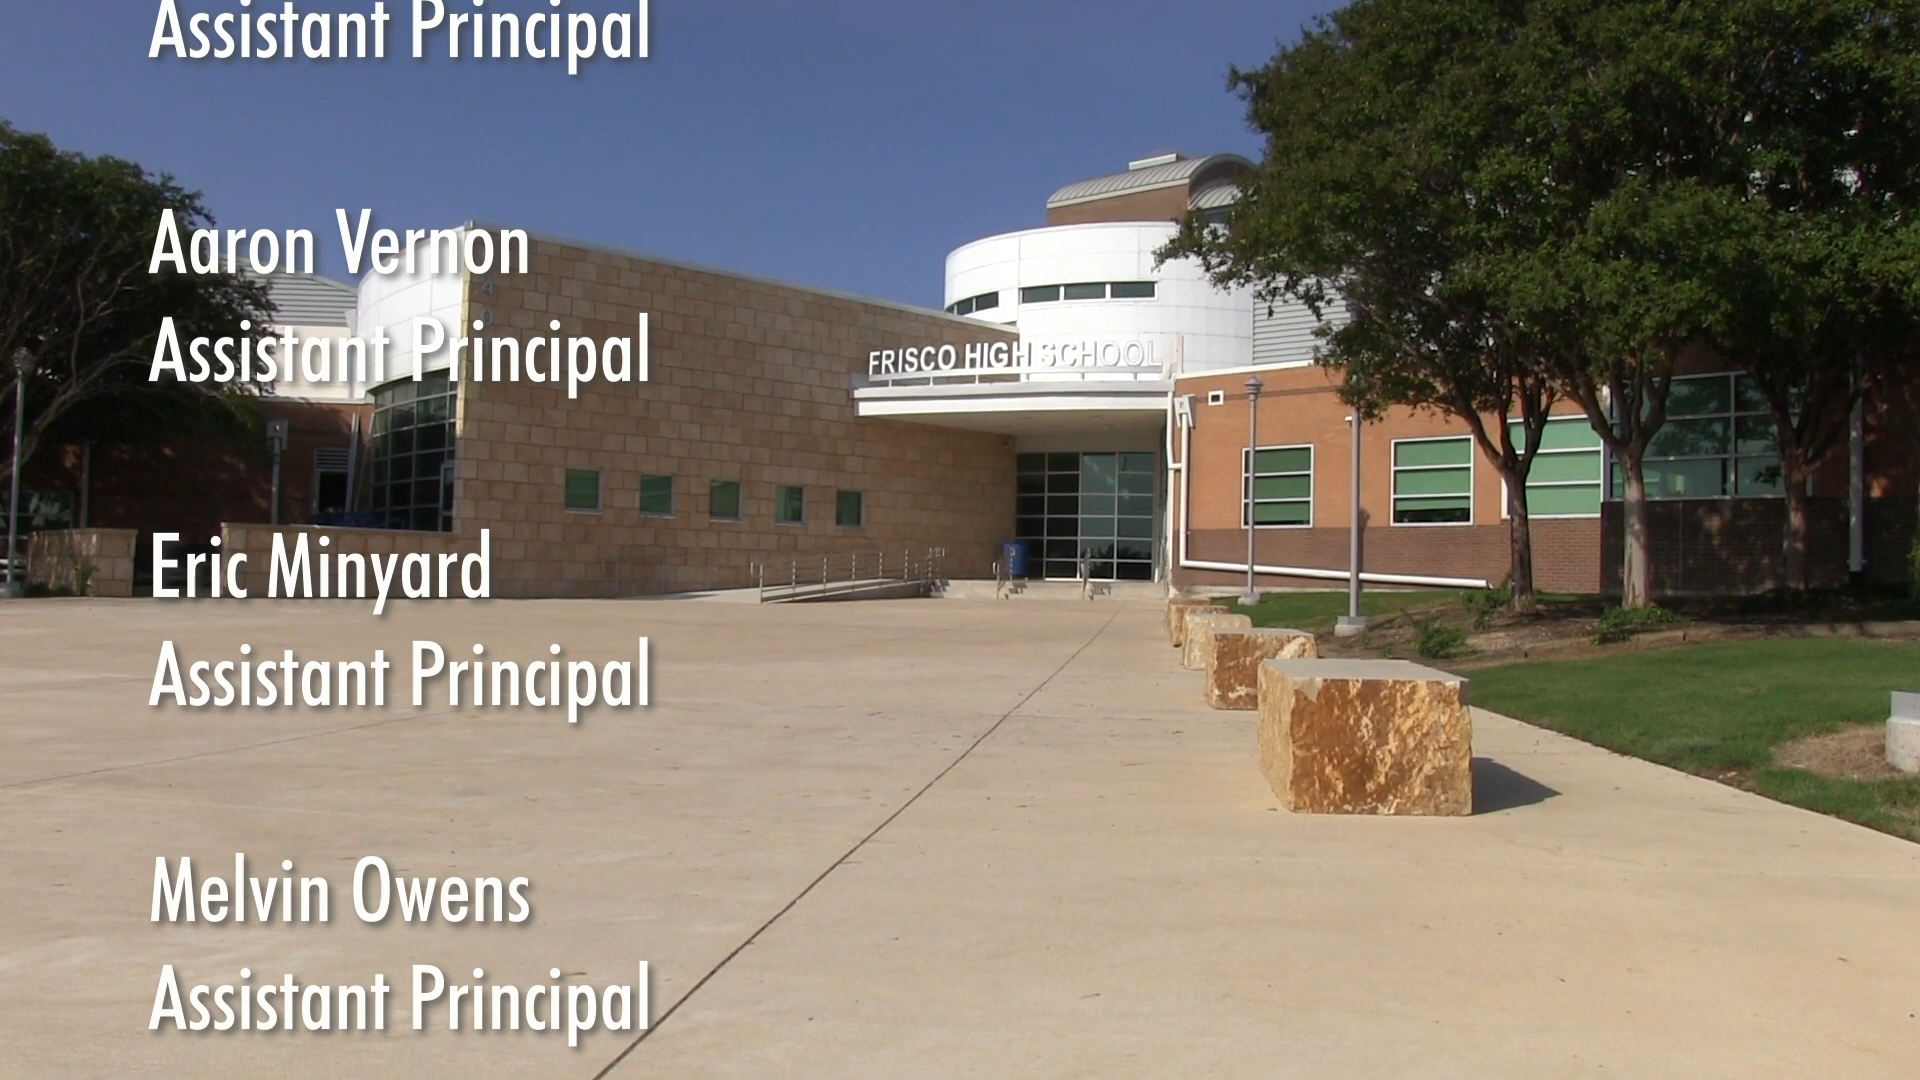 Assistant Principal
Aaron Vernon
Assistant Principal
FRISCO HIGH SCHOOL
Eric Minyard
Assistant Principal
Melvin Owens
Assistant Principal